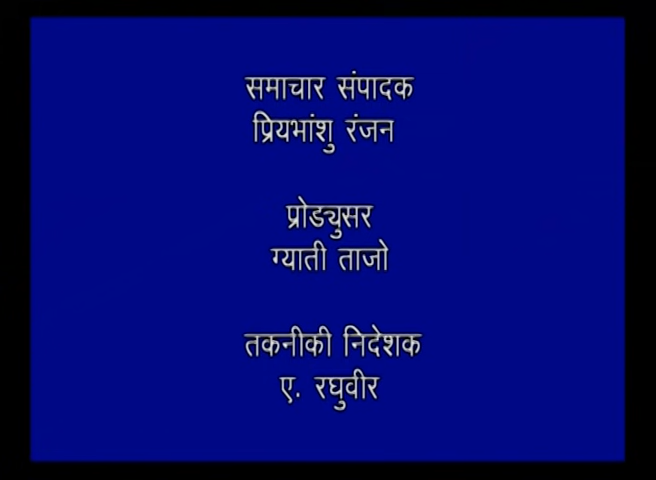 समाचार संपादक
प्रियभांशु रंजन
प्रोड्युसर
ग्याती ताजो
तकनीकी निदेशक
ए. रघुवीर